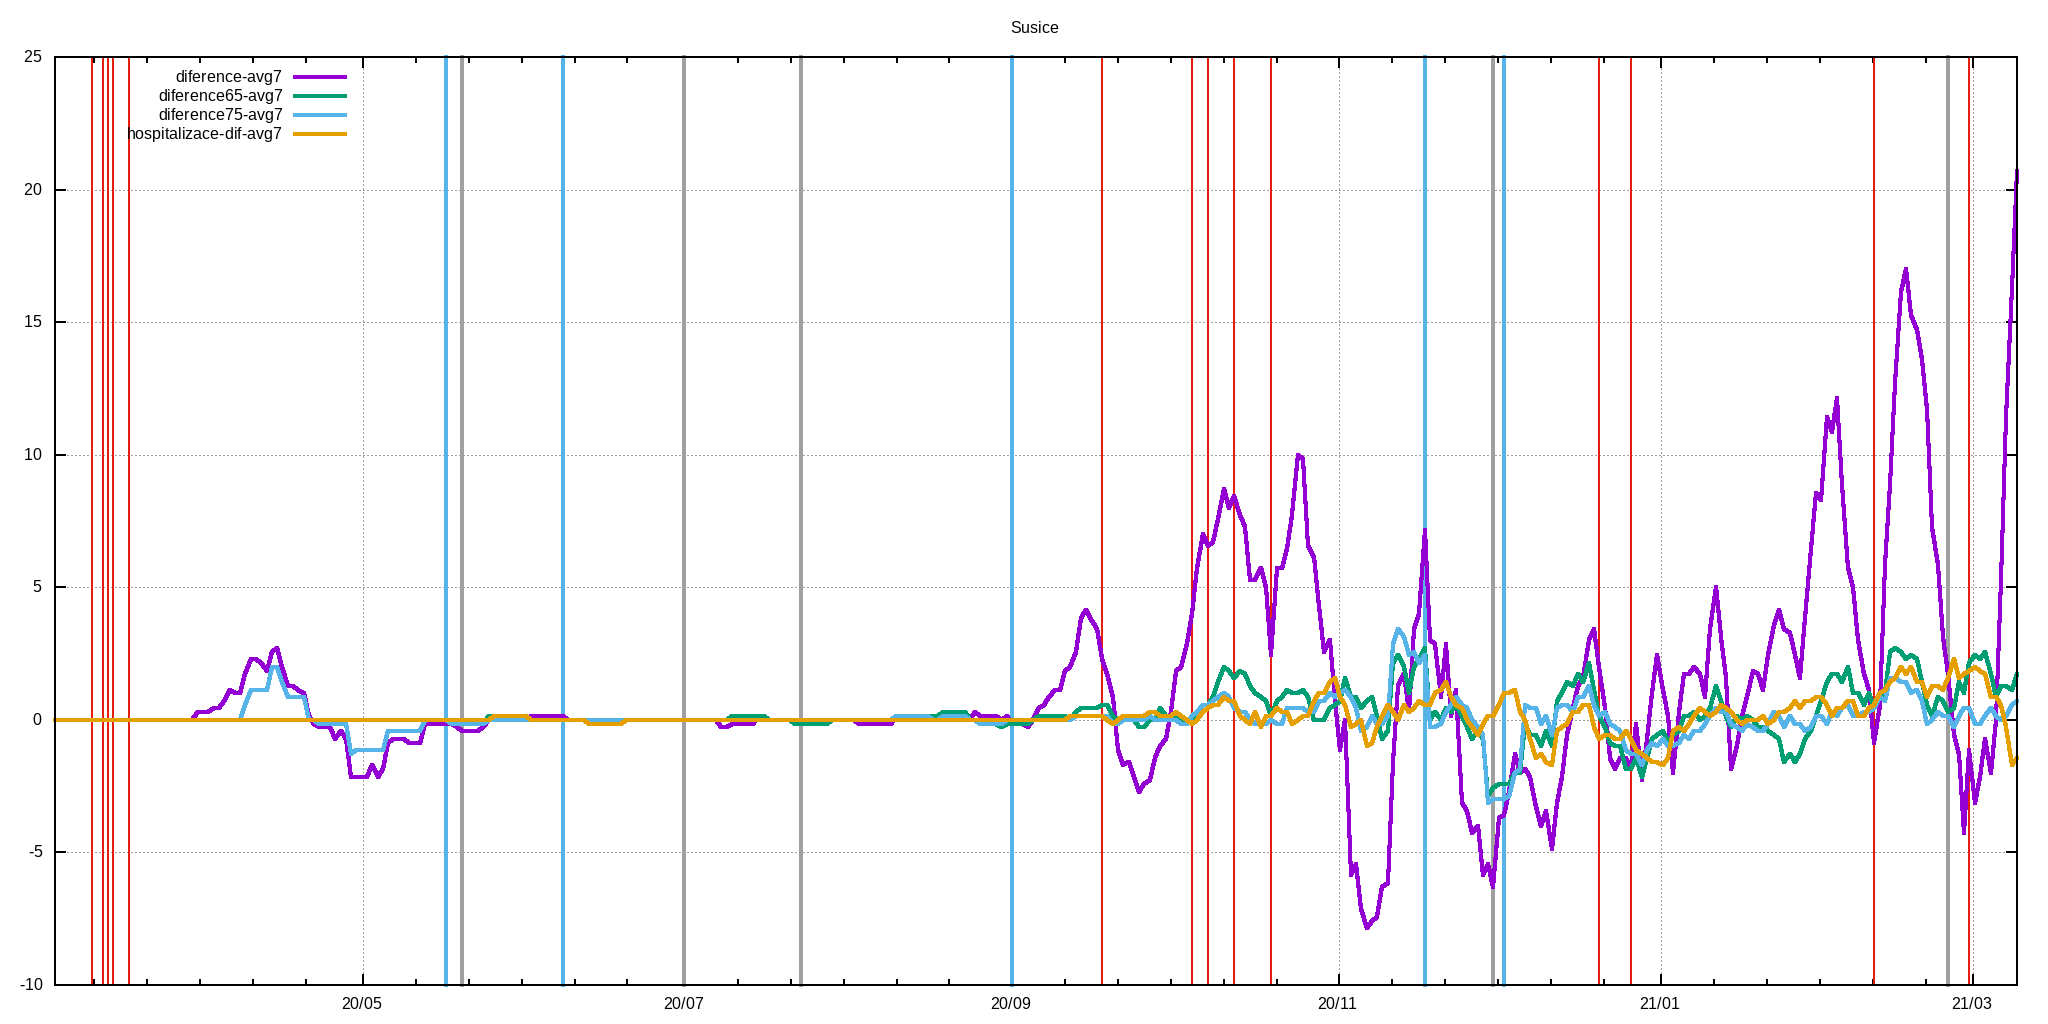 Susice
25
20
15
10
5
0
-5
-10
diference-avg7
diference65-avg7
diference75-avg7
hospitalizace-dif-avg7
20/05 20/07 20/09 20/11 21/01 21/03